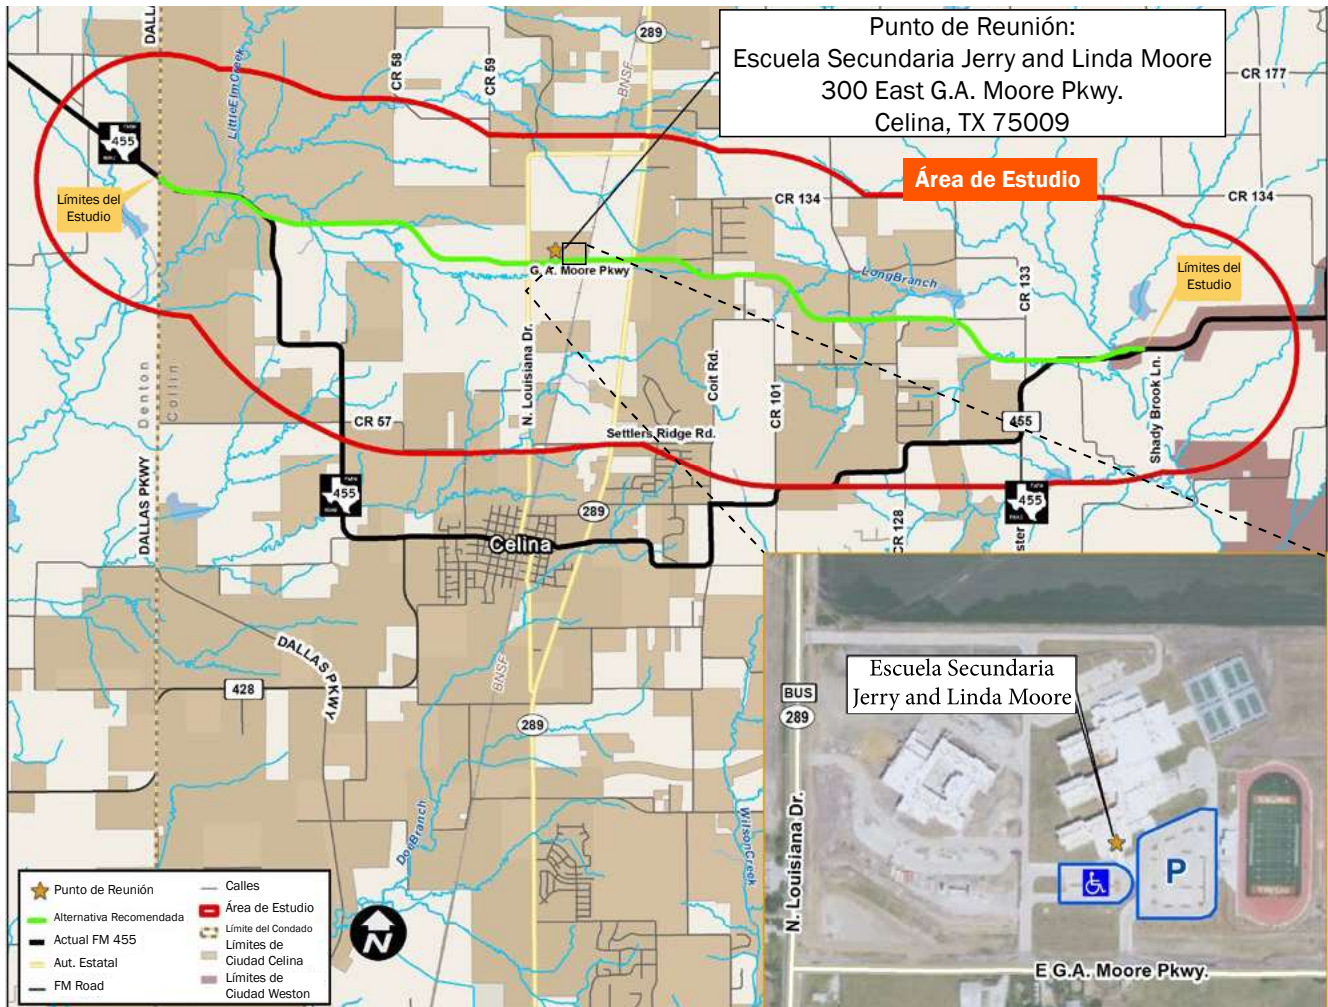 Punto de Reunión:
Escuela Secundaria Jerry and Linda Moore
300 East G.A. Moore Pkwy.
Celina, TX 75009
289
BNSF
CR 58
CR 59
LittleElmCreek
CR 177
455
Límites del
Estudio
Área de Estudio
CR 134
CR 134
G. A. Moore Pkwy
LongBranch
CR 133
Límites del
Estudio
Denton
Collin
N. Louisiana Dr.
Coit Rd.
CR 101
Shady Brook Ln.
CR 57
Settlers Ridge Rd.
455
DALLAS PKWY
455
289
455
CR 128
Celina
DALLAS PKWY
428
BNSF
289
DoeBranch
WilsonCreek
Escuela Secundaria
Jerry and Linda Moore
BUS
289
N. Louisiana Dr.
P
E G.A. Moore Pkwy.
N
Punto de Reunión
Alternativa Recomendada
Actual FM 455
Aut. Estatal
FM Road
Calles
Área de Estudio
Límite del Condado
Límites de
Ciudad Celina
Límites de
Ciudad Weston